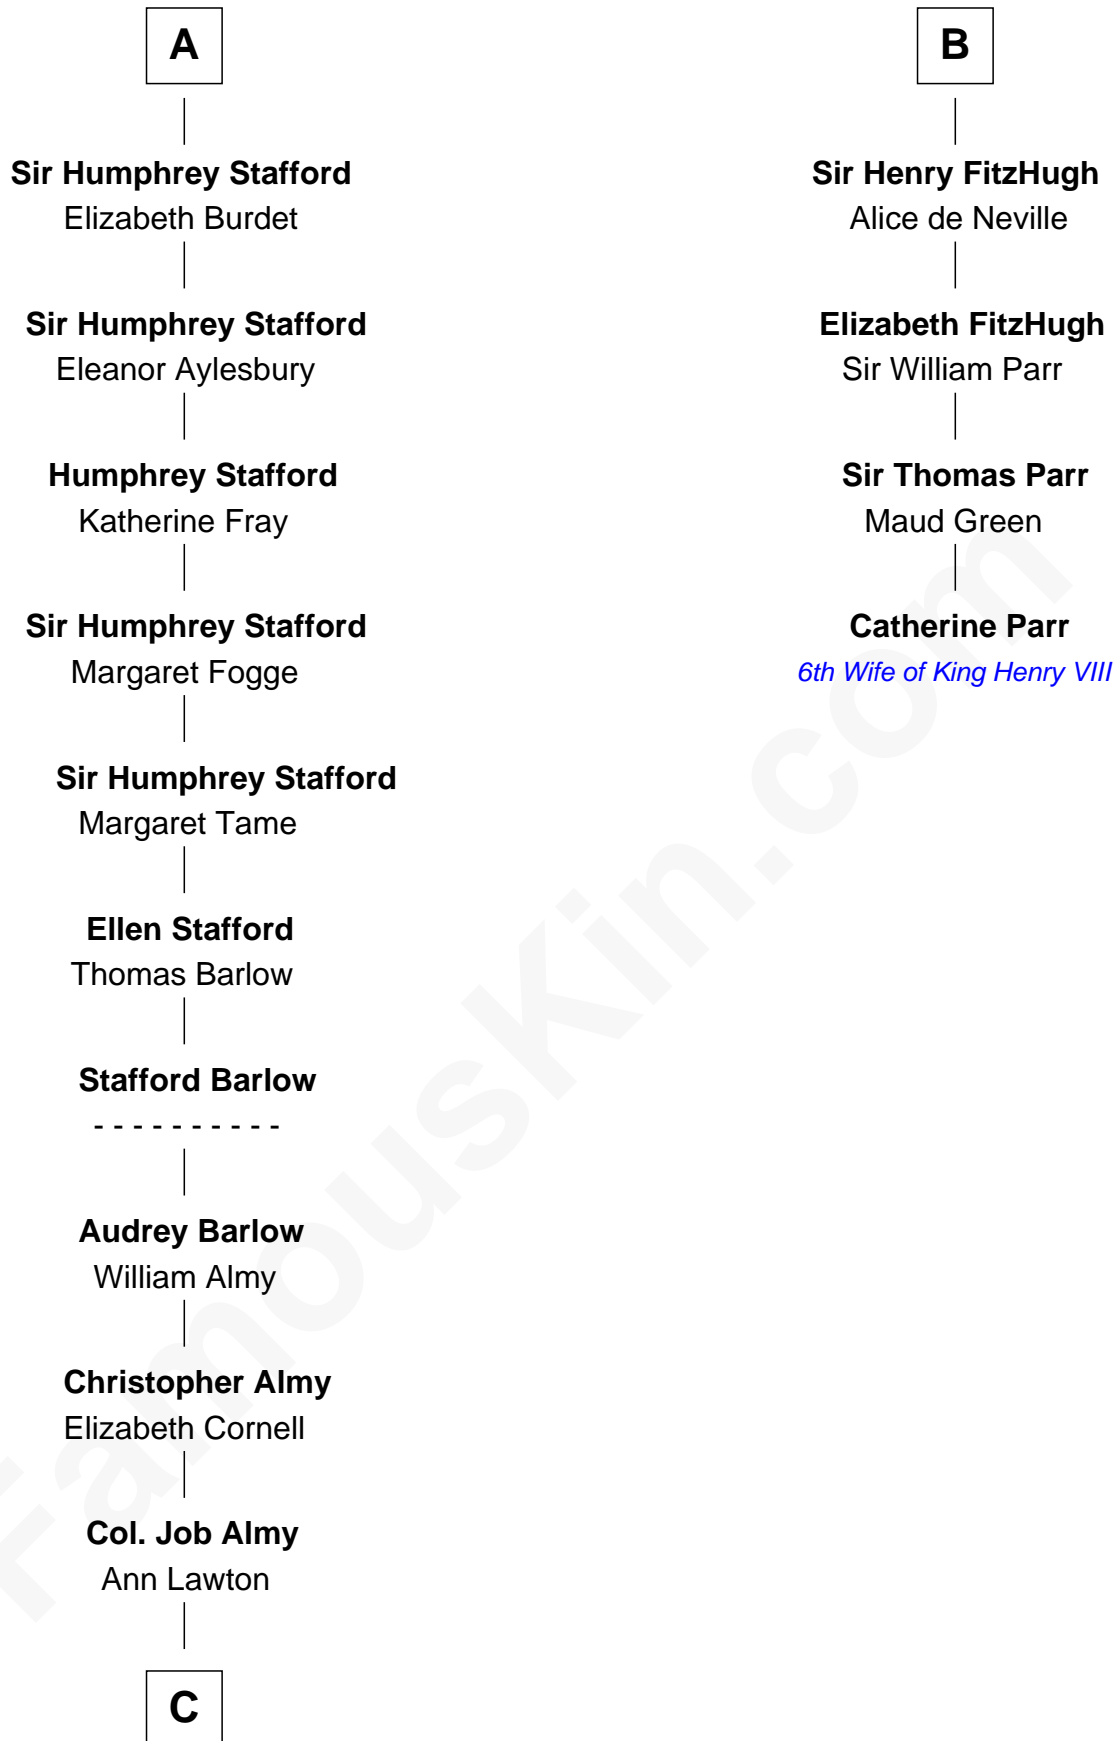 A
Sir Humphrey Stafford
Elizabeth Burdet
Sir Humphrey Stafford
Eleanor Aylesbury
Humphrey Stafford
Katherine Fray
Sir Humphrey Stafford
Margaret Fogge
Sir Humphrey Stafford
Margaret Tame
Ellen Stafford
Thomas Barlow
Stafford Barlow
- - - - - - - - - -
Audrey Barlow
William Almy
Christopher Almy
Elizabeth Cornell
Col. Job Almy
Ann Lawton
C
B
Sir Henry FitzHugh
Alice de Neville
Elizabeth FitzHugh
Sir William Parr
Sir Thomas Parr
Maud Green
Catherine Parr
6th Wife of King Henry VIII
FamousKin.com